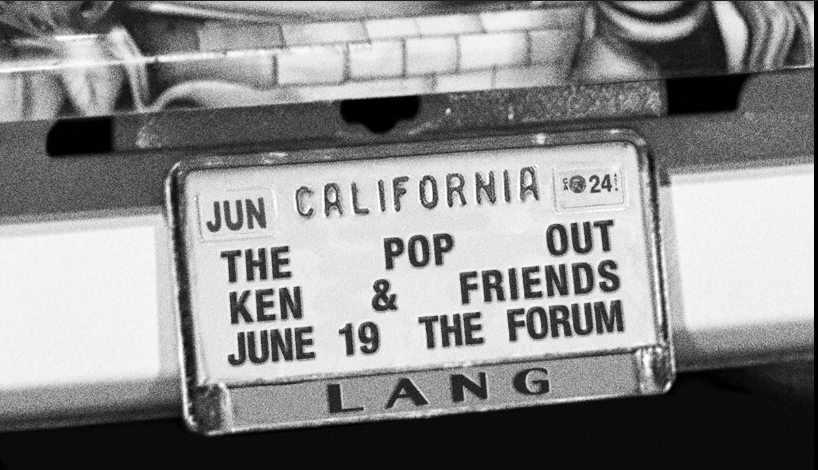 JUN CALIFORNIA 24
THE POP OUT
KEN & FRIENDS
JUNE 19 THE FORUM
LANG